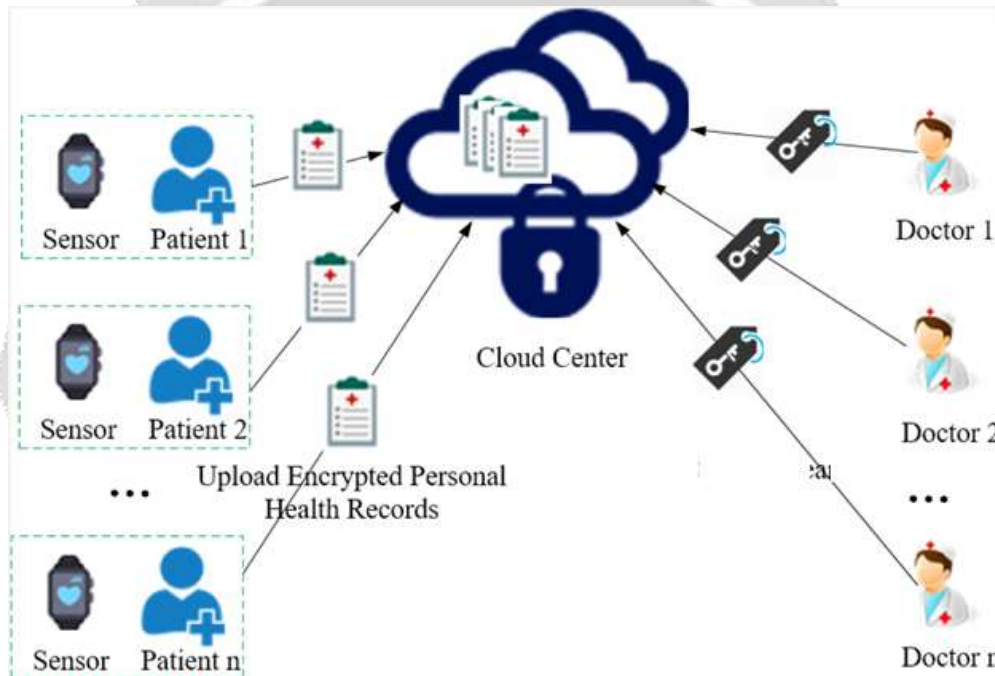 Sensor Patient 1
Doctor 1
Cloud Center
Sensor Patient 2
Doctor 2
Upload Encrypted Personal
Health Records
...
...
Sensor Patient n
Doctor